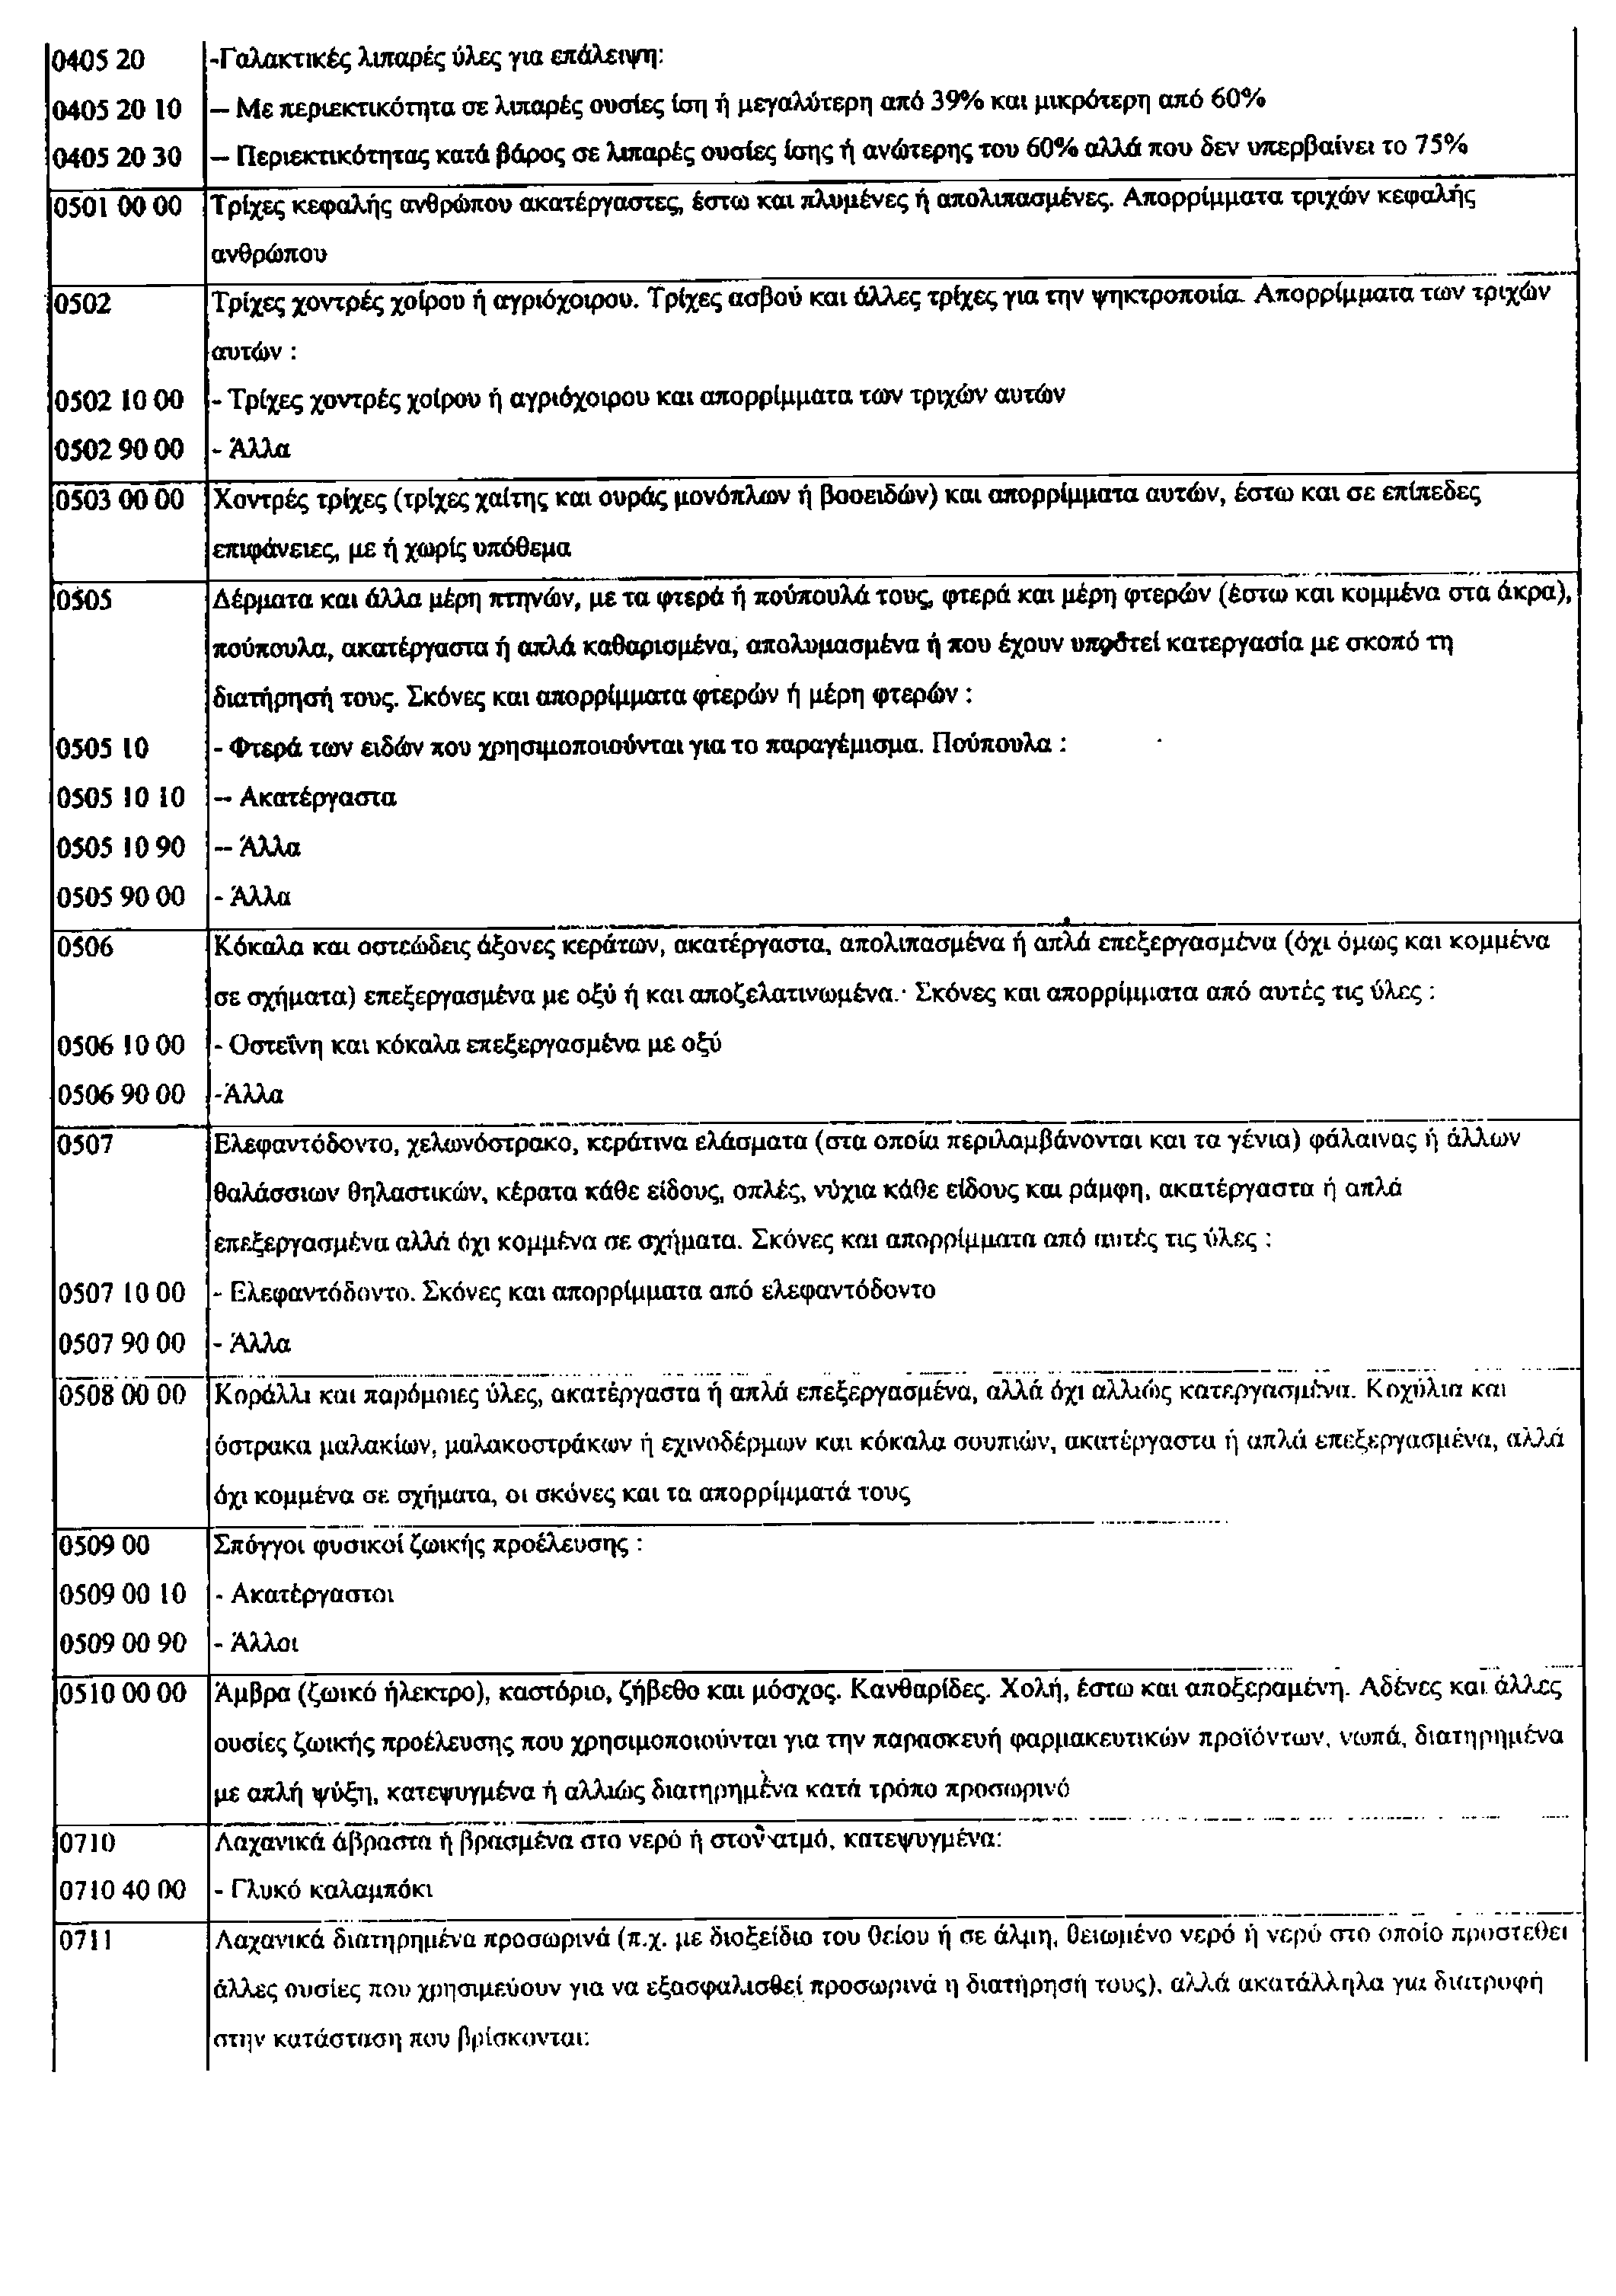 0405 20 -Γαλακτικές λιπαρές ύλες για επάλειψη:
0405 20 10 – Με περιεκτικότητα σε λιπαρές ουσίες ίση ή μεγαλύτερη από 39% και μικρότερη από 60%
0405 20 30 – Περιεκτικότητας κατά βάρος σε λιπαρές ουσίες ίσης ή ανώτερης του 60% αλλά που δεν υπερβαίνει το 75%
0501 00 00 Τρίχες κεφαλής ανθρώπου ακατέργαστες, έστω και πλυμένες ή απολιπασμένες. Απορρίμματα τριχών κεφαλής
ανθρώπου
0502 Τρίχες χοντρές χοίρου ή αγριόχοιρου. Τρίχες ασβού και άλλες τρίχες για την ψηκτροποιία. Απορρίμματα των τριχών
αυτών :
0502 10 00 - Τρίχες χοντρές χοίρου ή αγριόχοιρου και απορρίμματα των τριχών αυτών
0502 90 00 - Άλλα
0503 00 00 Χοντρές τρίχες (τρίχες χαίτης και ουράς μονόπλων ή βοοειδών) και απορρίμματα αυτών, έστω και σε επίπεδες
επιφάνειες, με ή χωρίς υπόθεμα
0505 Δέρματα και άλλα μέρη πτηνών, με τα φτερά ή πούπουλά τους, φτερά και μέρη φτερών (έστω και κομμένα στα άκρα),
πούπουλα, ακατέργαστα ή απλά καθαρισμένα, απολυμασμένα ή που έχουν υποστεί κατεργασία με σκοπό τη
διατήρησή τους. Σκόνες και απορρίμματα φτερών ή μέρη φτερών :
0505 10 - Φτερά των ειδών που χρησιμοποιούνται για το παραγέμισμα. Πούπουλα :
0505 10 10 -- Ακατέργαστα
0505 10 90 -- Άλλα
0505 90 00 - Άλλα
0506 Κόκαλα και οστεώδεις άξονες κεράτων, ακατέργαστα, απολιπασμένα ή απλά επεξεργασμένα (όχι όμως και κομμένα
σε σχήματα) επεξεργασμένα με οξύ ή και αποζελατινωμένα. Σκόνες και απορρίμματα από αυτές τις ύλες :
0506 10 00 - Οστεΐνη και κόκαλα επεξεργασμένα με οξύ
0506 90 00 -Άλλα
0507 Ελεφαντόδοντο, χελωνόστρακο, κεράτινα ελάσματα (στα οποία περιλαμβάνονται και τα γένια) φάλαινας ή άλλων
θαλάσσιων θηλαστικών, κέρατα κάθε είδους, οπλές, νύχια κάθε είδους και ράμφη, ακατέργαστα ή απλά
επεξεργασμένα αλλά όχι κομμένα σε σχήματα. Σκόνες και απορρίμματα από αυτές τις ύλες :
0507 10 00 - Ελεφαντόδοντο. Σκόνες και απορρίμματα από ελεφαντόδοντο
0507 90 00 - Άλλα
0508 00 00 Κοράλλι και παρόμοιες ύλες, ακατέργαστα ή απλά επεξεργασμένα, αλλά όχι αλλιώς κατεργασμένα. Κοχύλια και
όστρακα μαλακίων, μαλακοστράκων ή εχινοδέρμων και κόκαλα σουπιών, ακατέργαστα ή απλά επεξεργασμένα, αλλά
όχι κομμένα σε σχήματα, οι σκόνες και τα απορρίμματά τους
0509 00 Σπόγγοι φυσικοί ζωικής προέλευσης :
0509 00 10 - Ακατέργαστοι
0509 00 90 - Άλλοι
0510 00 00 Άμβρα (ζωικό ήλεκτρο), καστόριο, ζήβεθο και μόσχος. Κανθαρίδες. Χολή, έστω και αποξεραμένη. Αδένες και άλλες
ουσίες ζωικής προέλευσης που χρησιμοποιούνται για την παρασκευή φαρμακευτικών προϊόντων, νωπά, διατηρημένα
με απλή ψύξη, κατεψυγμένα ή αλλιώς διατηρημένα κατά τρόπο προσωρινό
0710 Λαχανικά άβραστα ή βρασμένα στο νερό ή στον ατμό, κατεψυγμένα:
0710 40 00 - Γλυκό καλαμπόκι
0711 Λαχανικά διατηρημένα προσωρινά (π.χ. με διοξείδιο του θείου ή σε άλμη, θειωμένο νερό ή νερό στο οποίο προστεθεί
άλλες ουσίες που χρησιμεύουν για να εξασφαλισθεί προσωρινά η διατήρησή τους), αλλά ακατάλληλα για διατροφή
στην κατάσταση που βρίσκονται: